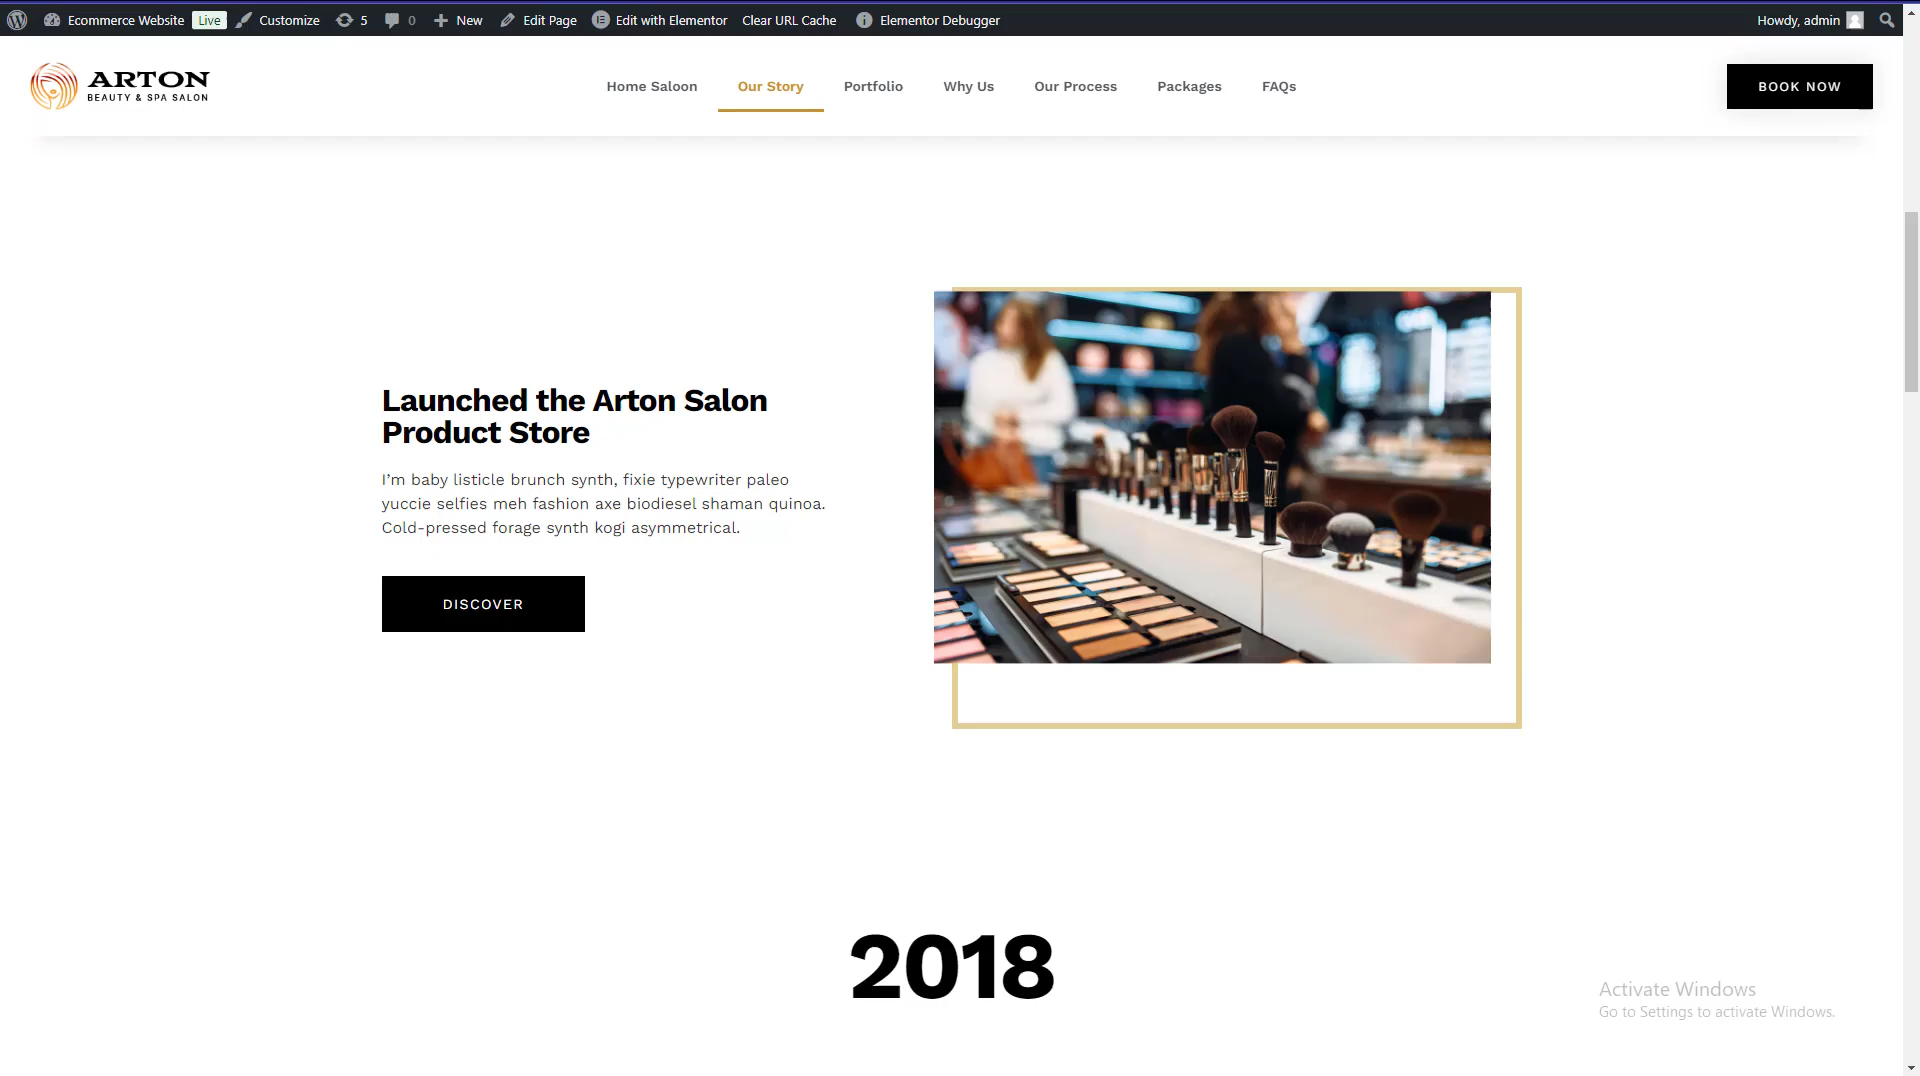 Ecommerce Website Live Customize 5 0 New Edit Page Edit with Elementor Clear URL Cache Elementor Debugger Howdy, admin
ARTON
BEAUTY & SPA SALON
Home Saloon Our Story Portfolio Why Us Our Process Packages FAQs BOOK NOW
Launched the Arton Salon
Product Store
I’m baby listicle brunch synth, fixie typewriter paleo
yuccie selfies meh fashion axe biodiesel shaman quinoa.
Cold-pressed forage synth kogi asymmetrical.
DISCOVER
2018
Activate Windows
Go to Settings to activate Windows.